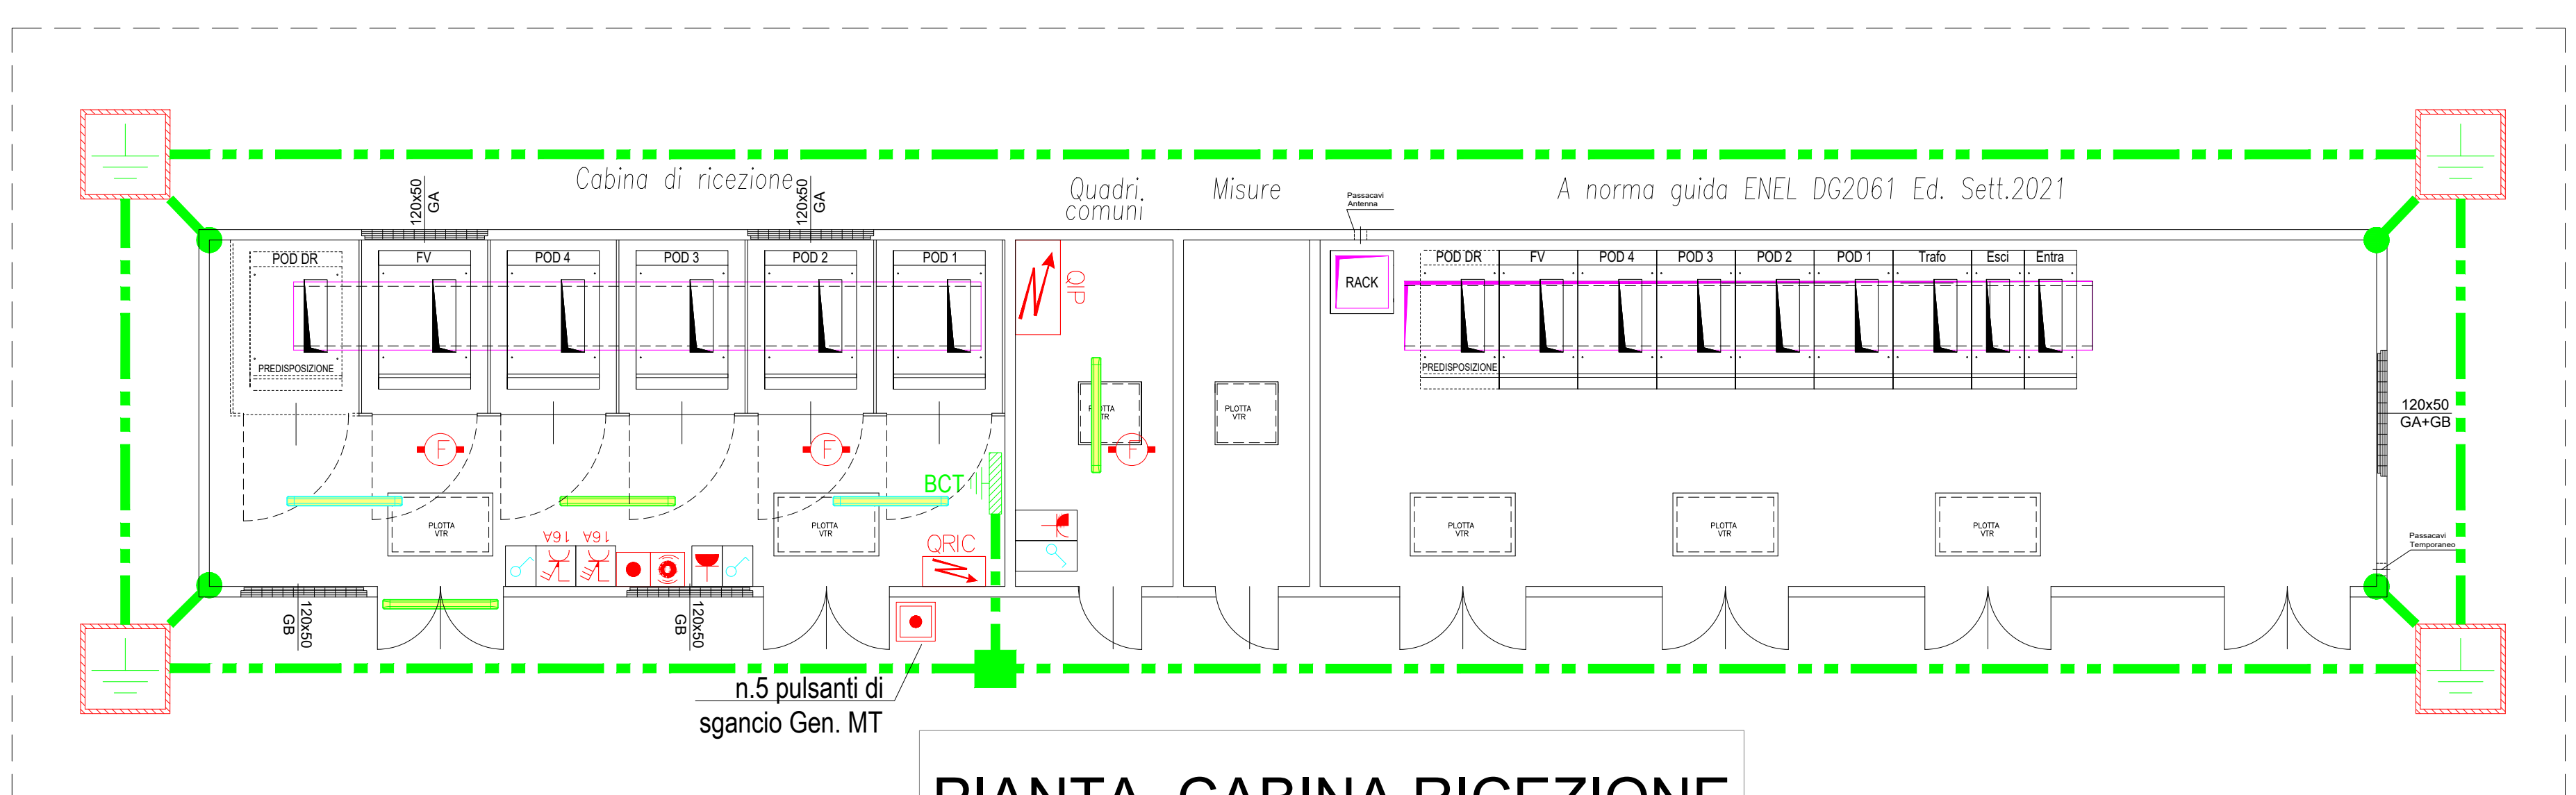 Cabina di ricezione
Quadri
comuni
Misure
A norma guida ENEL DG2061 Ed. Sett.2021
120x50
GA
120x50
GA
Passacavi
Antenna
POD DR
FV
POD 4
POD 3
POD 2
POD 1
QIP
RACK
POD DR
FV
POD 4
POD 3
POD 2
POD 1
Trafo
Esci
Entra
PREDISPOSIZIONE
PREDISPOSIZIONE
PLOTTA
VTR
PLOTTA
VTR
120x50
GA+GB
F
F
F
BCT
PLOTTA
VTR
PLOTTA
VTR
PLOTTA
VTR
PLOTTA
VTR
PLOTTA
VTR
16A
16A
QRIC
Passacavi
Temporaneo
120x50
GB
120x50
GB
n.5 pulsanti di
sgancio Gen. MT
PIANTA CABINA RICEZIONE